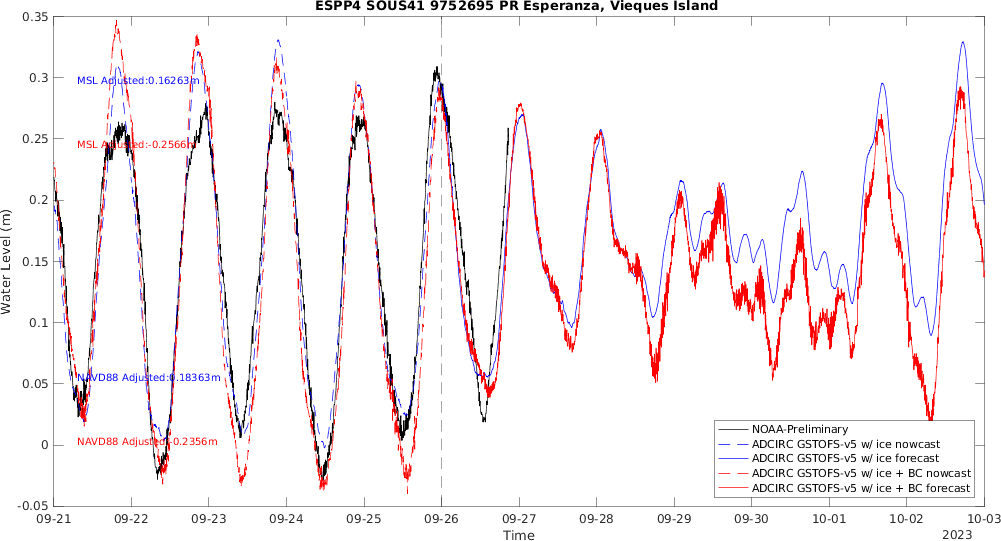 ESPP4 SOUS41 9752695 PR Esperanza, Vieques Island
Water Level (m)
0.35
0.3
0.25
0.2
0.15
0.1
0.05
0
-0.05
MSL Adjusted:0.16263m
MSL Adjusted:-0.2566m
NAVD88 Adjusted:0.18363m
NAVD88 Adjusted:-0.2356m
NOAA-Preliminary
ADCIRC GSTOFS-v5 w/ ice nowcast
ADCIRC GSTOFS-v5 w/ ice forecast
ADCIRC GSTOFS-v5 w/ ice + BC nowcast
ADCIRC GSTOFS-v5 w/ ice + BC forecast
09-21 09-22 09-23 09-24 09-25 09-26 09-27 09-28 09-29 09-30 10-01 10-02 10-03
Time
2023